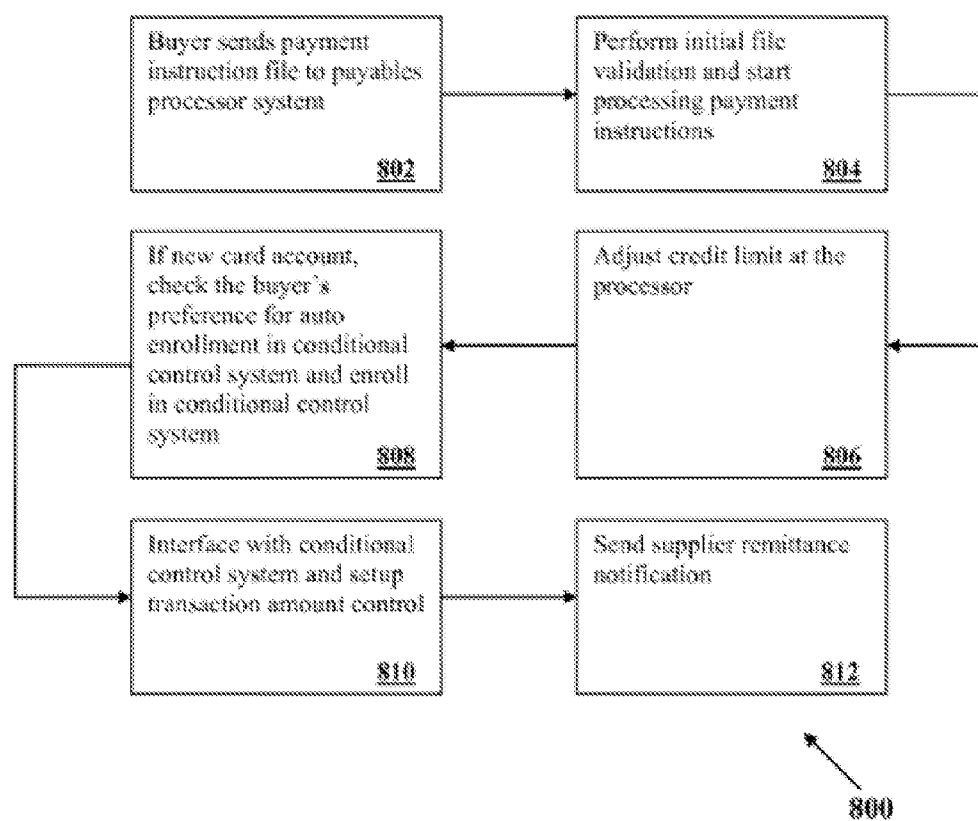 Buyer sends payment
instruction file to payables
processor system
802
Perform initial file
validation and start
processing payment
instructions
804
Adjust credit limit at the
processor
806
If new card account,
check the buyer's
preference for auto
enrollment in conditional
control system and enroll
in conditional control
system
808
Interface with conditional
control system and setup
transaction amount control
810
Send supplier remittance
notification
812
800